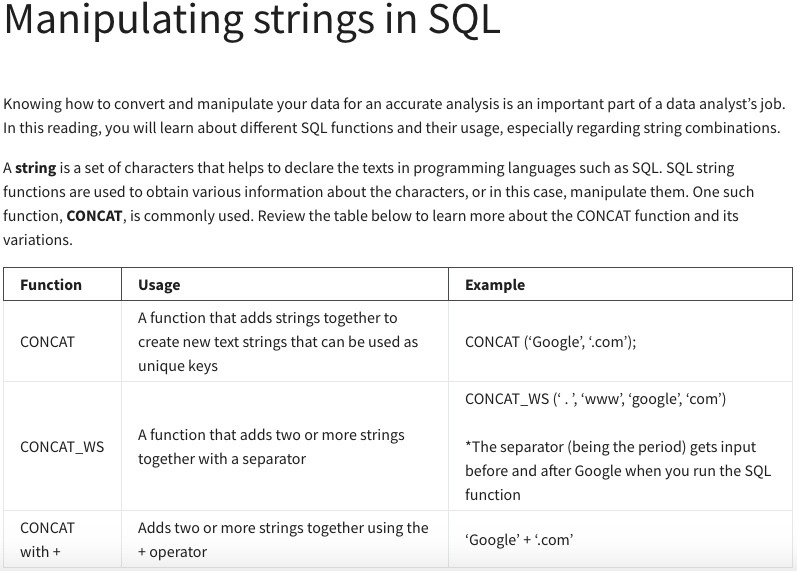 Manipulating strings in SQL
Knowing how to convert and manipulate your data for an accurate analysis is an important part of a data analyst’s job.
In this reading, you will learn about different SQL functions and their usage, especially regarding string combinations.
A string is a set of characters that helps to declare the texts in programming languages such as SQL. SQL string
functions are used to obtain various information about the characters, or in this case, manipulate them. One such
function, CONCAT, is commonly used. Review the table below to learn more about the CONCAT function and its
variations.
Function Usage Example
CONCAT
A function that adds strings together to
create new text strings that can be used as
unique keys
CONCAT (‘Google’, ‘.com’);
CONCAT_WS
A function that adds two or more strings
together with a separator
CONCAT_WS (‘ . ’, ‘www’, ‘google’, ‘com’)
*The separator (being the period) gets input
before and after Google when you run the SQL
function
CONCAT
with +
Adds two or more strings together using the
+ operator
‘Google’ + ‘.com’